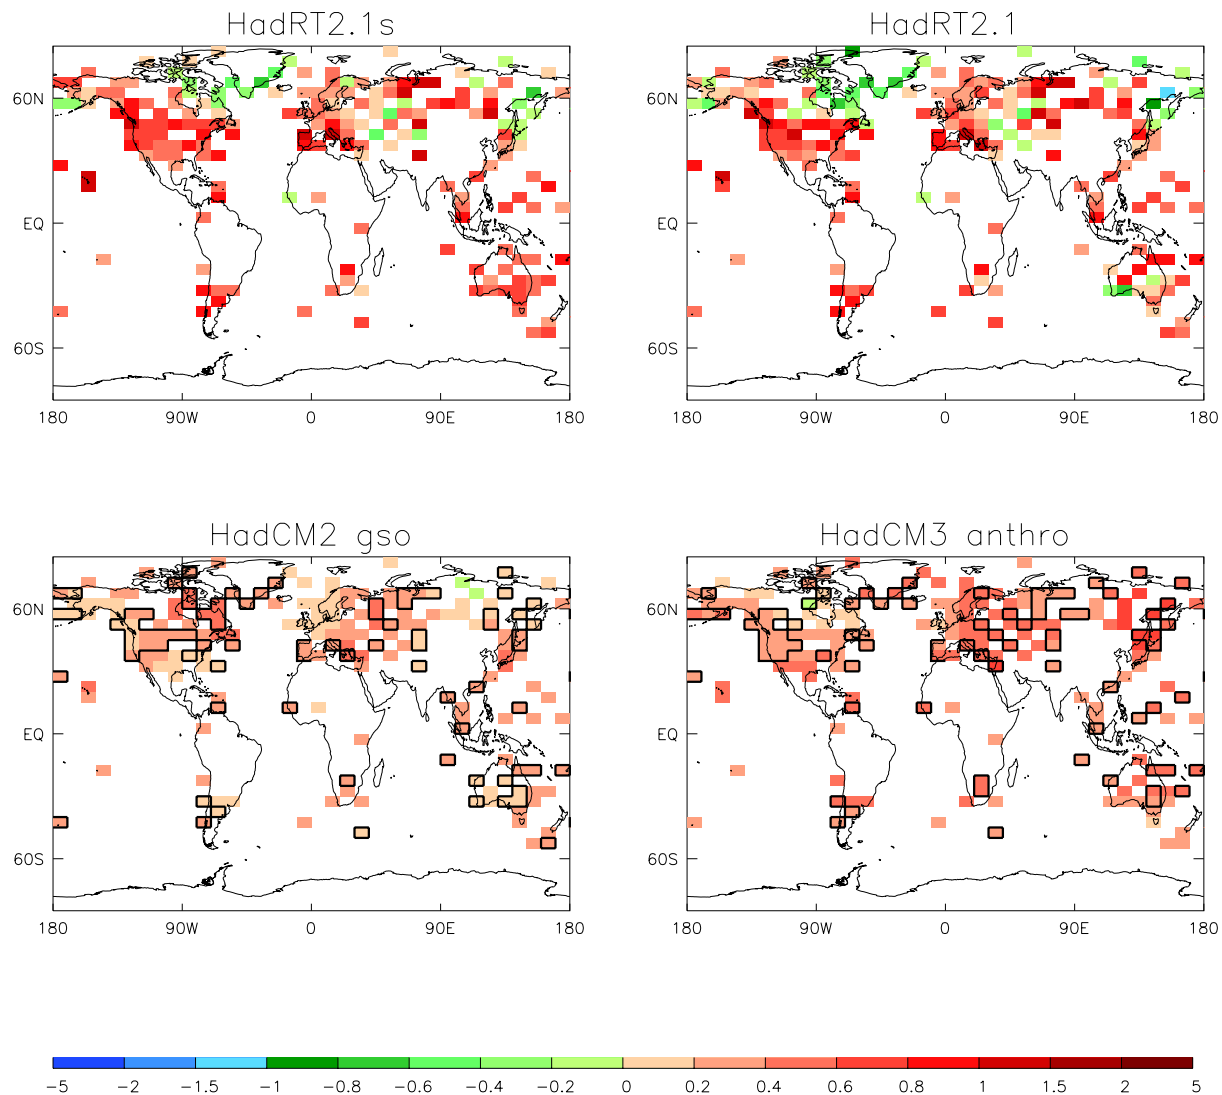 HadRT2.1s HadRT2.1
60N 60N
EQ EQ
60S 60S
180 90W 0 90E 180 180 90W 0 90E 180
HadCM2 gso HadCM3 anthro
60N 60N
EQ EQ
60S 60S
180 90W 0 90E 180 180 90W 0 90E 180
-5 -2 -1.5 -1 -0.8 -0.6 -0.4 -0.2 0 0.2 0.4 0.6 0.8 1 1.5 2 5